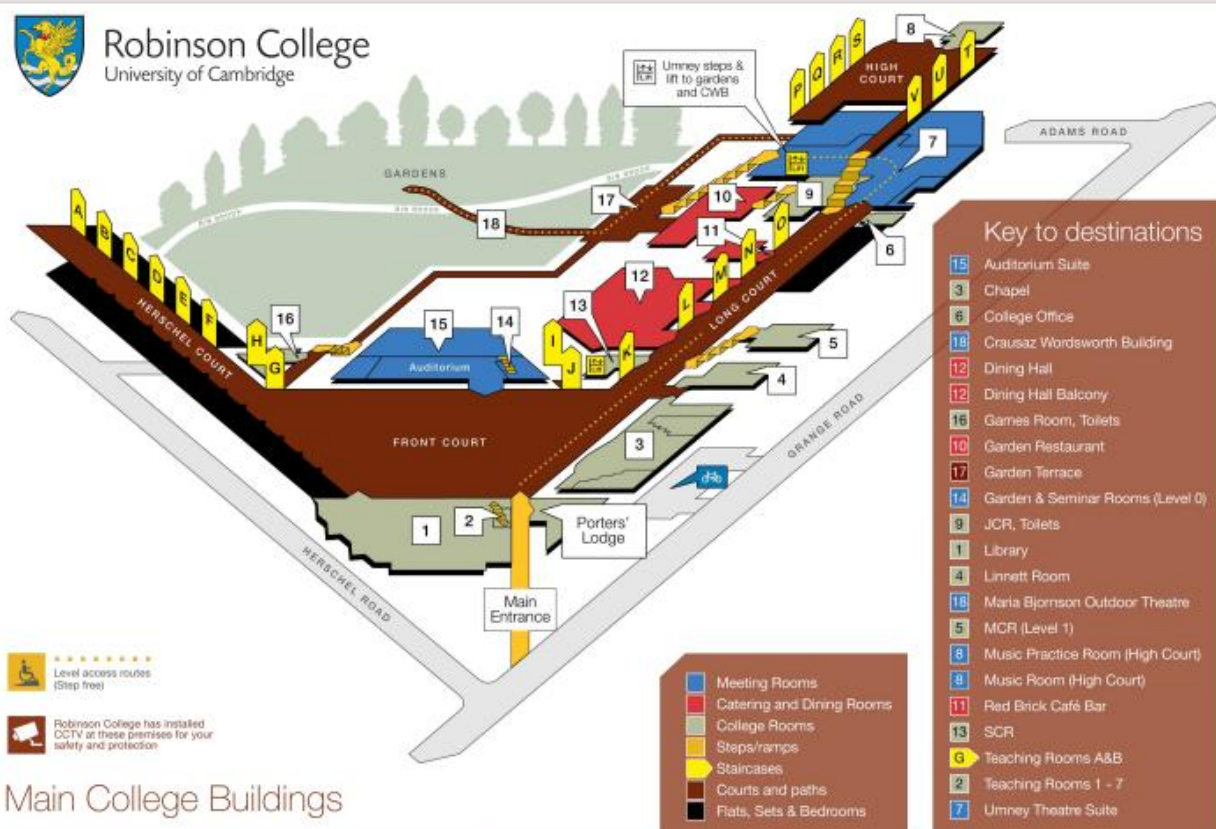 Robinson College
University of Cambridge
8
S
R
Q
P
HIGH
COURT
T
U
V
Umney steps &
lift to gardens
and CWB
LIFT
ADAMS ROAD
7
GARDENS
BIN BROOK
BIN BROOK
BIN BROOK
17
10
9
18
11
O
6
N
M
L
LONG COURT
12
13
A
B
C
D
E
F
HERSCHEL COURT
16
H
G
15
14
Auditorium
I
J
LIFT
K
5
4
3
FRONT COURT
GRANGE ROAD
1
2
Porters'
Lodge
HERSCHEL ROAD
Main
Entrance
Level access routes
(Step free)
Robinson College has installed
CCTV at these premises for your
safety and protection
Main College Buildings
Meeting Rooms
Catering and Dining Rooms
College Rooms
Steps/ramps
Staircases
Courts and paths
Flats, Sets & Bedrooms
Key to destinations
15 Auditorium Suite
3 Chapel
6 College Office
18 Crausaz Wordsworth Building
12 Dining Hall
12 Dining Hall Balcony
16 Games Room, Toilets
10 Garden Restaurant
17 Garden Terrace
14 Garden & Seminar Rooms (Level 0)
9 JCR, Toilets
1 Library
4 Linnett Room
18 Maria Bjornson Outdoor Theatre
5 MCR (Level 1)
8 Music Practice Room (High Court)
8 Music Room (High Court)
11 Red Brick Café Bar
13 SCR
G Teaching Rooms A&B
2 Teaching Rooms 1 - 7
7 Umney Theatre Suite